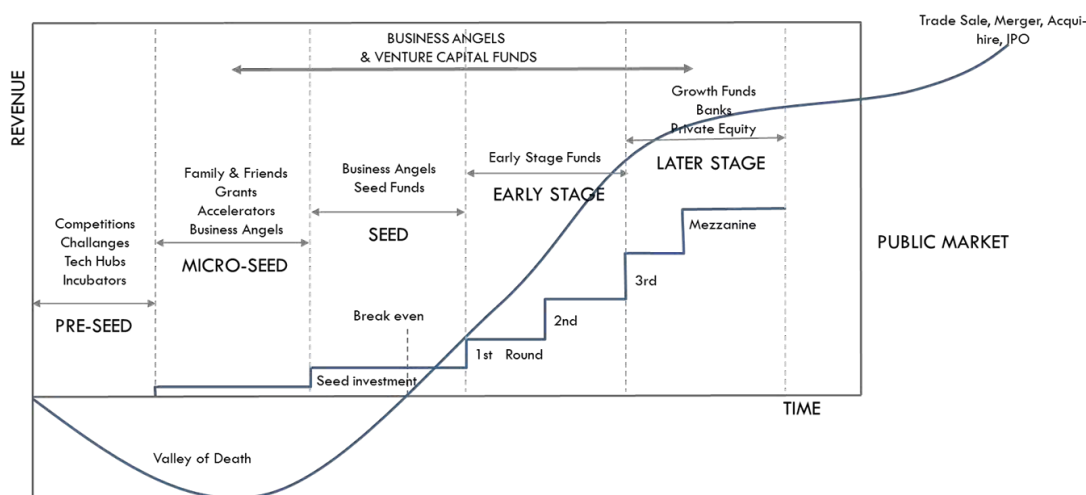 Trade Sale, Merger, Acqui-
hire, IPO
BUSINESS ANGELS
& VENTURE CAPITAL FUNDS
REVENUE
Growth Funds
Banks
Private Equity
LATER STAGE
Early Stage Funds
EARLY STAGE
Business Angels
Seed Funds
SEED
Family & Friends
Grants
Accelerators
Business Angels
MICRO-SEED
Competitions
Challanges
Tech Hubs
Incubators
PRE-SEED
Mezzanine
PUBLIC MARKET
3rd
2nd
Break even
1st Round
Seed investment
TIME
Valley of Death